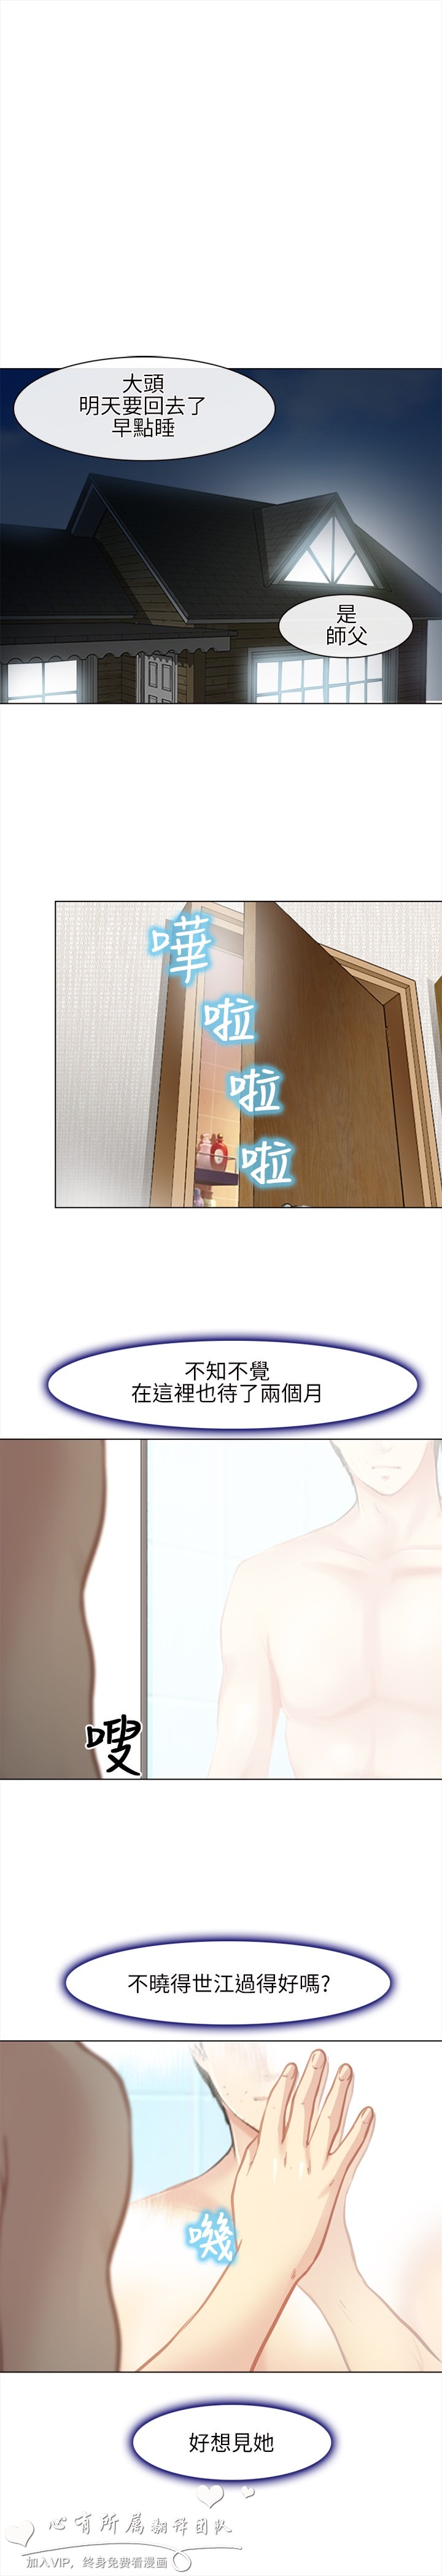 大頭
明天要回去了
早點睡
是
師父
嘩
啦
啦
啦
不知不覺
在這裡也待了兩個月
嗖
不曉得世江過得好嗎?
嘰
好想見她
心有所属翻译团队
加入VIP，终身免费看漫画